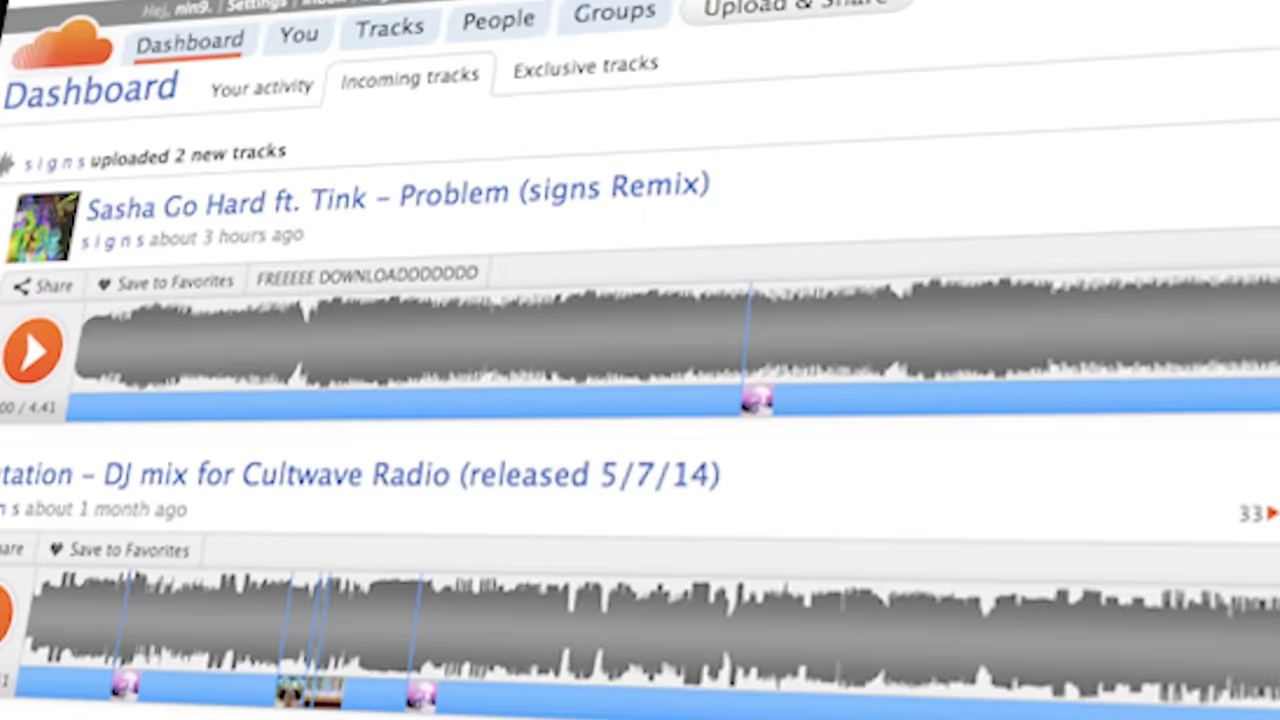 Hej, nin9. | Settings |
Dashboard You Tracks People Groups Upload & Share
Dashboard Your activity Incoming tracks Exclusive tracks
s i g n s uploaded 2 new tracks
Sasha Go Hard ft. Tink – Problem (signs Remix)
s i g n s about 3 hours ago
Share Save to Favorites FREEEEE DOWNLOADDDDDDD
00 / 4.41
tation – DJ mix for Cultwave Radio (released 5/7/14)
n s about 1 month ago
33
are Save to Favorites